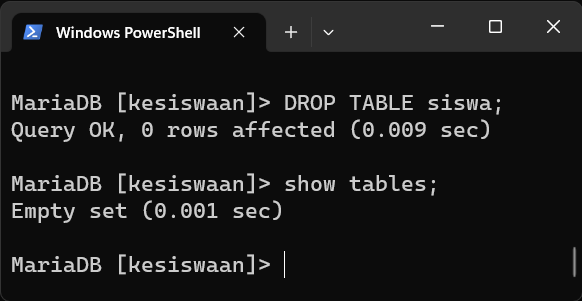 Windows PowerShell
MariaDB [kesiswaan]> DROP TABLE siswa;
Query OK, 0 rows affected (0.009 sec)
MariaDB [kesiswaan]> show tables;
Empty set (0.001 sec)
MariaDB [kesiswaan]>